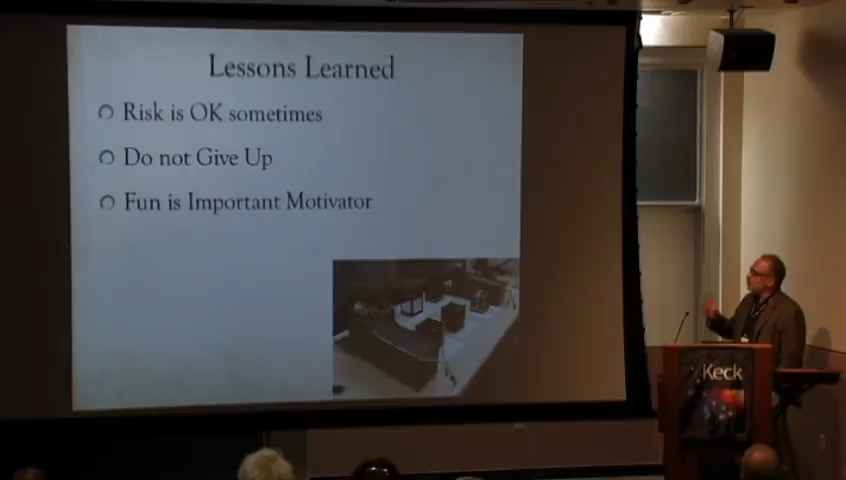 Lessons Learned
Risk is OK sometimes
Do not Give Up
Fun is Important Motivator
Keck